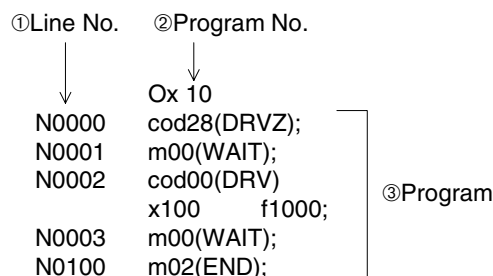 ①Line No. ②Program No.
Ox 10
N0000 cod28(DRVZ);
N0001 m00(WAIT);
N0002 cod00(DRV)
x100 f1000;
③Program
N0003 m00(WAIT);
N0100 m02(END);